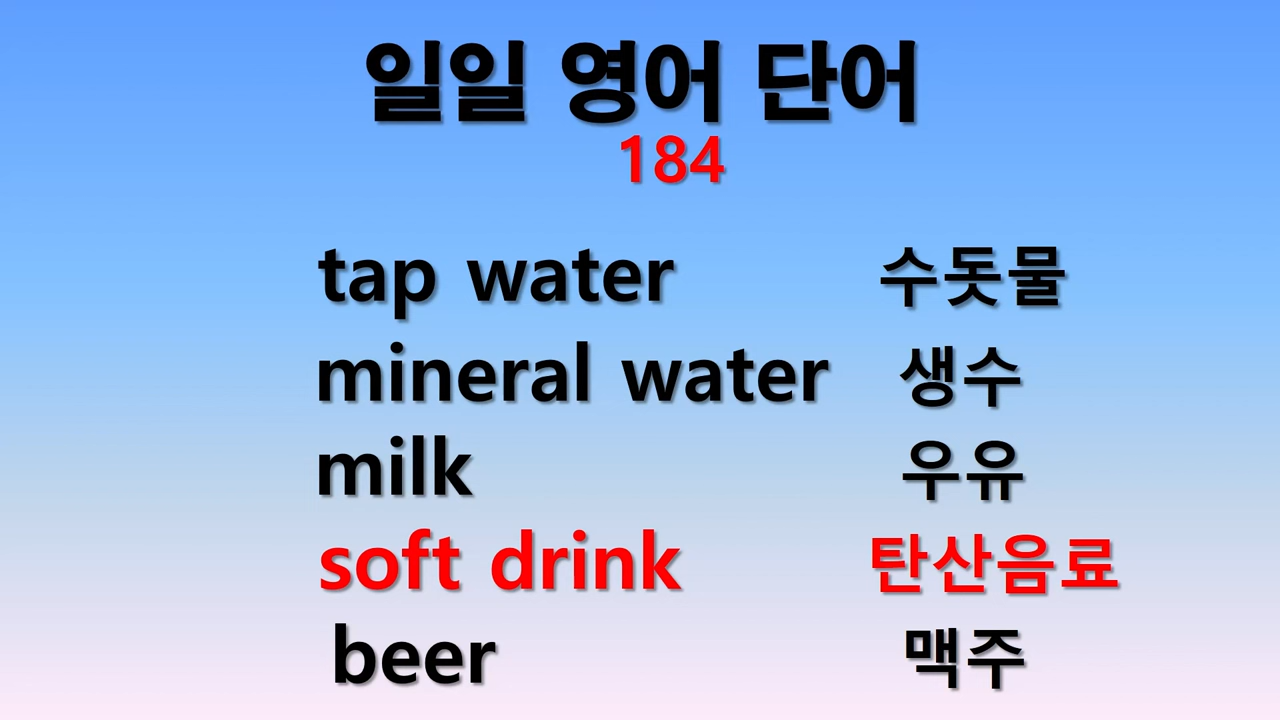 일일 영어 단어
184
tap water 수돗물
mineral water 생수
milk 우유
soft drink 탄산음료
beer 맥주